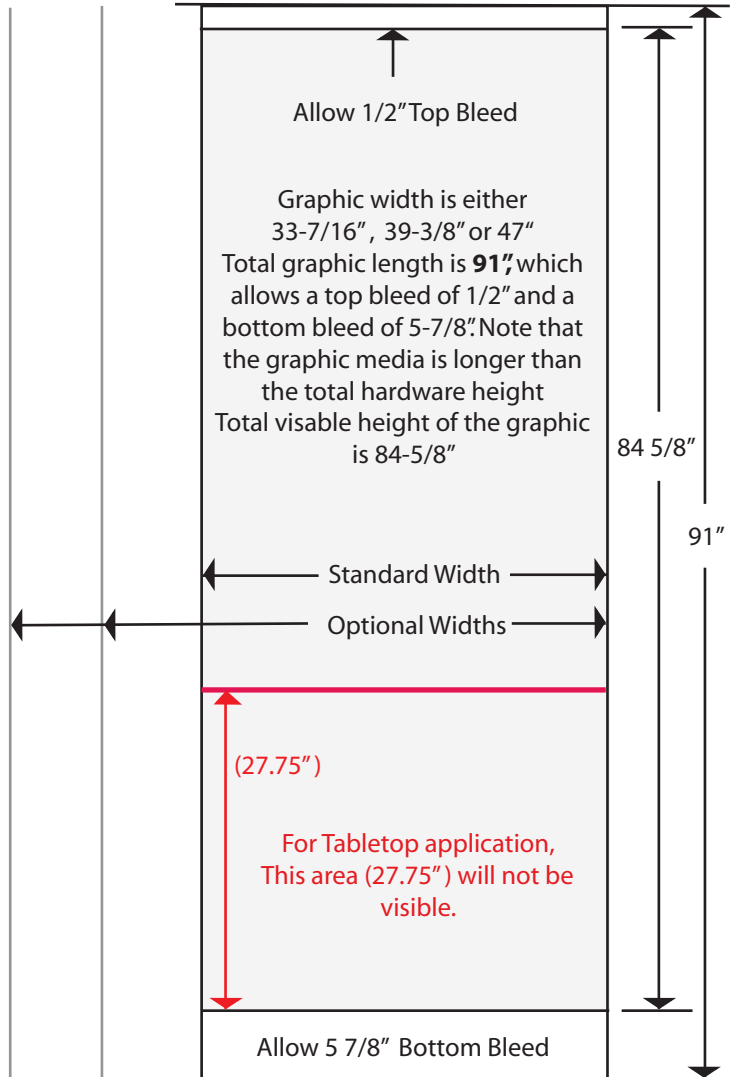 Allow 1/2” Top Bleed
Graphic width is either
33-7/16”, 39-3/8” or 47“
Total graphic length is 91”, which
allows a top bleed of 1/2” and a
bottom bleed of 5-7/8”. Note that
the graphic media is longer than
the total hardware height
Total visable height of the graphic
is 84-5/8”
84 5/8”
91”
Standard Width
Optional Widths
(27.75”)
For Tabletop application,
This area (27.75”) will not be
visible.
Allow 5 7/8” Bottom Bleed